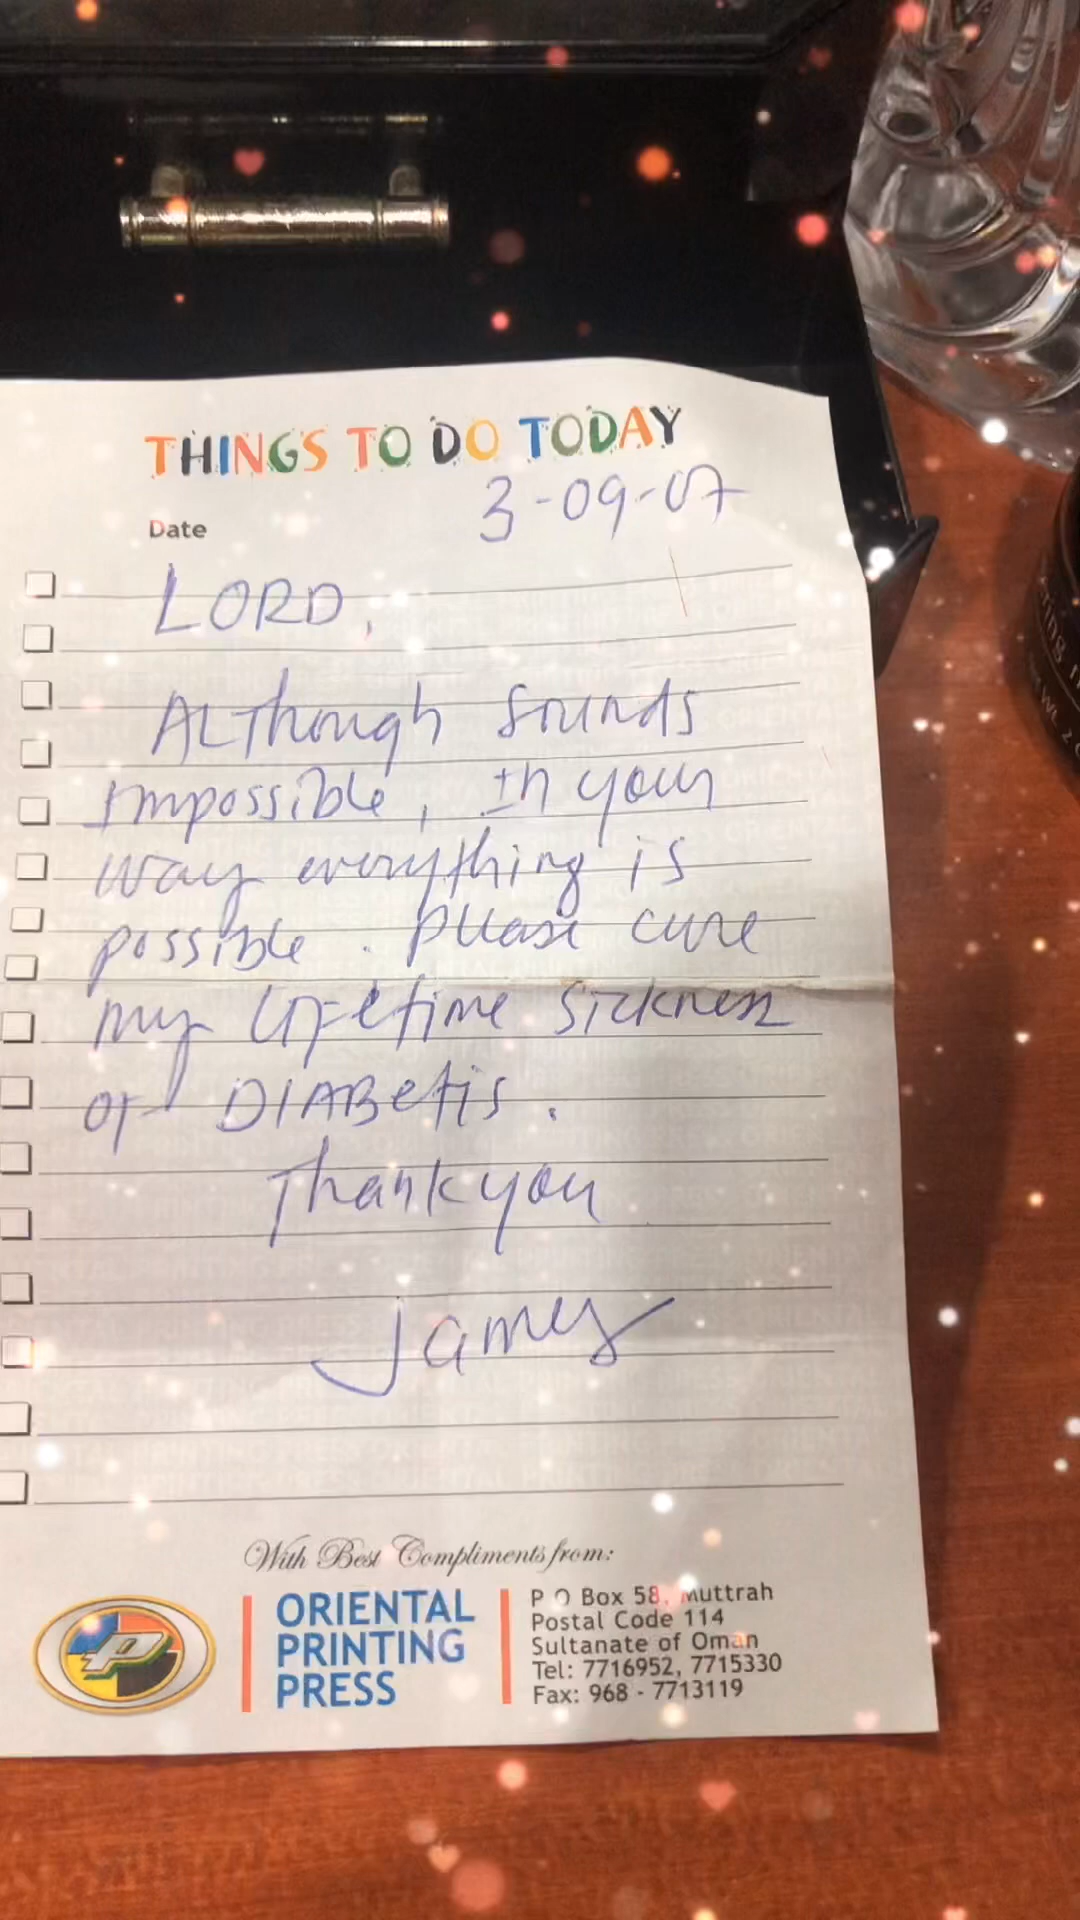 THINGS TO DO TODAY
3-09-07
Date
LORD,
ALThough Sounds
Impossible, In your
way everything is
possible. please cure
my Lifetime Sickness
of DIABetis.
Thank you
James
With Best Compliments from:
ORIENTAL
PRINTING
PRESS
P O Box 58, Muttrah
Postal Code 114
Sultanate of Oman
Tel: 7716952, 7715330
Fax: 968 - 7713119